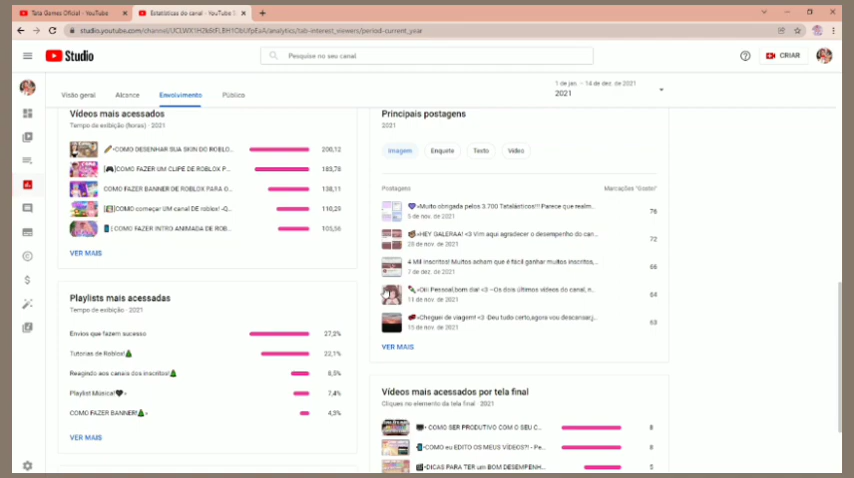 Tata Games Oficial - YouTube
Estatísticas do canal - YouTube S
studio.youtube.com/channel/UCLWX1HZk6tFLBH1ObUfpExA/analytics/tab-interest_viewers/period-current_year
Studio
Pesquise no seu canal
CRIAR
Visão geral
Alcance
Envolvimento
Público
1 de jan. – 14 de dez. de 2021
2021
Vídeos mais acessados
Tempo de exibição (horas) · 2021
COMO DESENHAR SUA SKIN DO ROBLO... 200,12
[🎮]COMO FAZER UM CLIPE DE ROBLOX P... 183,78
COMO FAZER BANNER DE ROBLOX PARA O... 138,11
COMO começar UM canal DE roblox! -G... 110,29
COMO FAZER INTRO ANIMADA DE ROB... 103,56
VER MAIS
Playlists mais acessadas
Tempo de exibição · 2021
Envios que fazem sucesso 27,2%
Tutorias de Roblox!🎄 22,1%
Reagindo aos canais dos inscritos!🎄 8,5%
Playlist Música!🖤 7,4%
COMO FAZER BANNER!🎄 4,3%
VER MAIS
Principais postagens
2021
Imagem
Enquete
Texto
Vídeo
Postagens
Marcações "Gostei"
Muito obrigada pelos 3.700 Tatalásticos!!! Parece que realm... 76
5 de nov. de 2021
HEY GALERAA! <3 Vim aqui agradecer o desempenho do can... 72
28 de nov. de 2021
4 Mil inscritos! Muitos acham que é fácil ganhar muitos inscritos,... 66
7 de dez. de 2021
Oii Pessoal,bom dia! <3 –Os dois últimos vídeos do canal, n... 64
11 de nov. de 2021
Cheguei de viagem! <3 Deu tudo certo,agora vou descansar,... 63
15 de nov. de 2021
VER MAIS
Vídeos mais acessados por tela final
Cliques no elemento da tela final · 2021
COMO SER PRODUTIVO COM O SEU C... 8
COMO eu EDITO OS MEUS VÍDEOS?! - Pe... 8
DICAS PARA TER um BOM DESEMPENH... 5